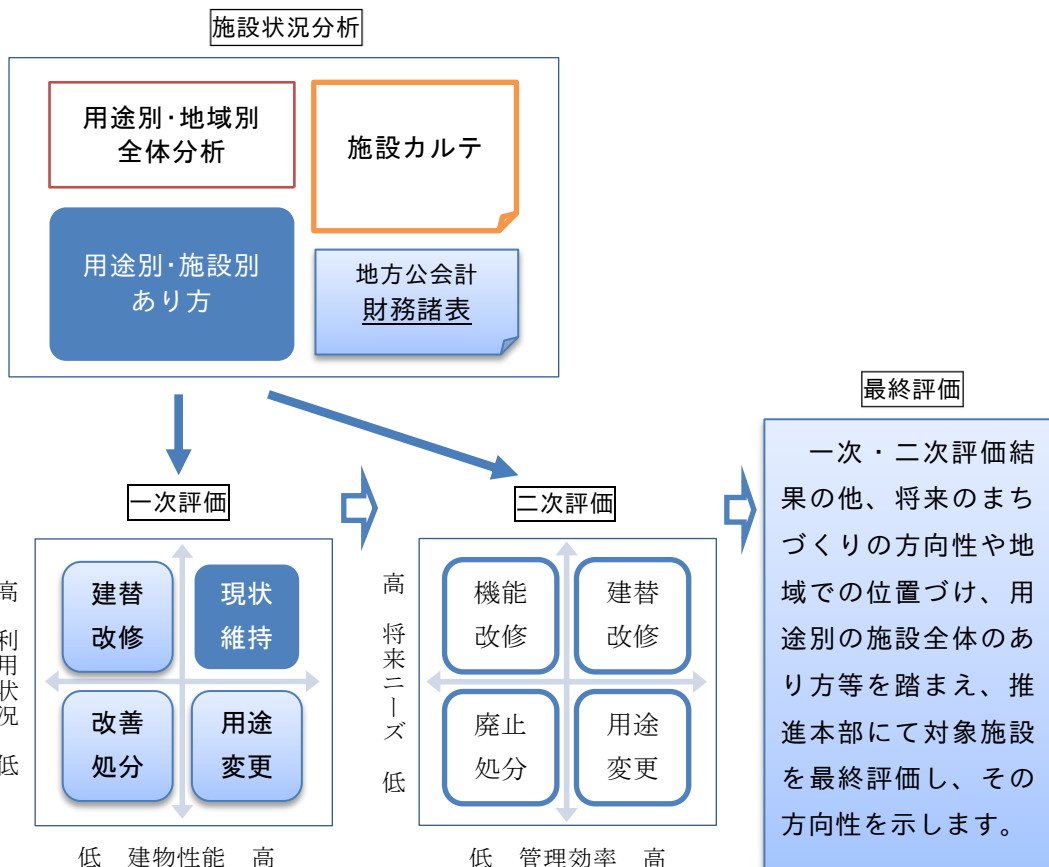 施設状況分析
用途別･地域別
全体分析
施設カルテ
用途別･施設別
あり方
地方公会計
財務諸表
最終評価
一次・二次評価結
果の他、将来のまち
づくりの方向性や地
域での位置づけ、用
途別の施設全体のあ
り方等を踏まえ、推
進本部にて対象施設
を最終評価し、その
方向性を示します。
一次評価
高　利用状況　低
建替
改修
現状
維持
改善
処分
用途
変更
低　建物性能　高
二次評価
高　将来ニーズ　低
機能
改修
建替
改修
廃止
処分
用途
変更
低　管理効率　高